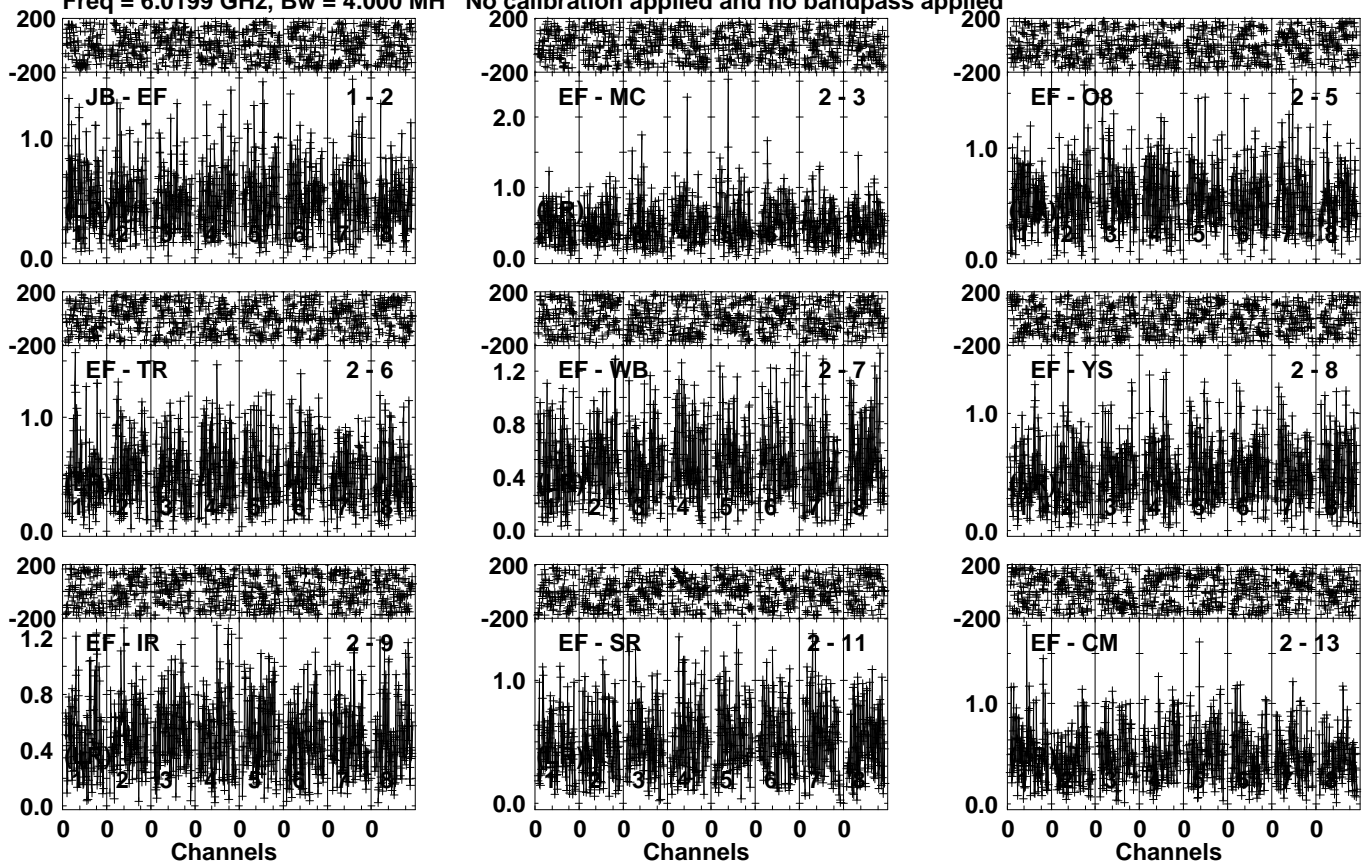 Freq = 6.0199 GHz, Bw = 4.000 MH No calibration applied and no bandpass applied
200 200 200
-200 -200 -200
JB - EF 1 - 2 EF - MC 2 - 3 EF - O8 2 - 5
1.0 2.0 1.0
1.0
0.0 0.0 0.0
200 200 200
-200 -200 -200
EF - TR 2 - 6 EF - WB 2 - 7 EF - YS 2 - 8
1.0 1.2 1.0
0.8
0.4
0.0 0.0 0.0
200 200 200
-200 -200 -200
EF - IR 2 - 9 EF - SR 2 - 11 EF - CM 2 - 13
1.2 1.0 1.0
0.8
0.4
0.0 0.0 0.0
0 0 0 0 0 0 0 0 0 0 0 0 0 0 0 0 0 0 0 0 0 0 0 0
Channels Channels Channels